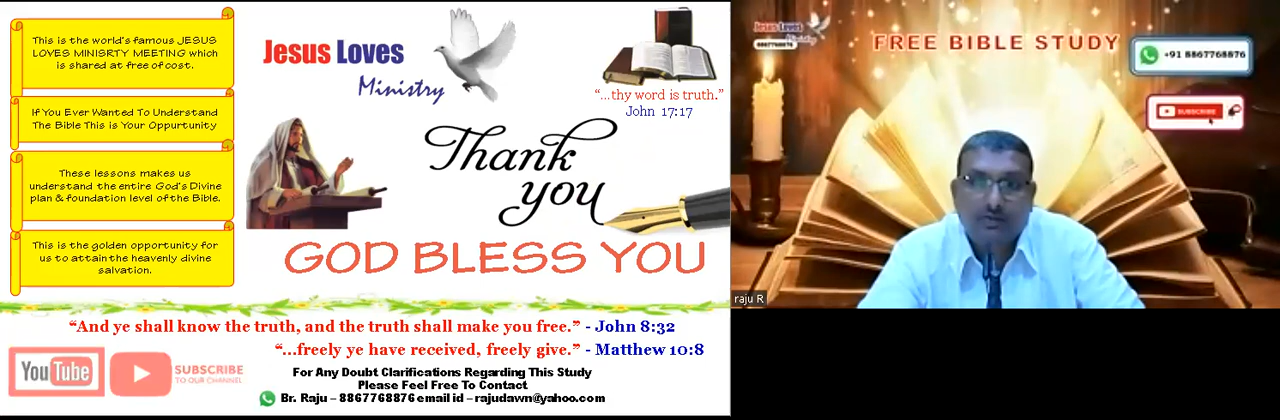 This is the world's famous JESUS
LOVES MINISRTY MEETING which
is shared at free of cost.
If You Ever Wanted To Understand
The Bible This is Your Oppurtunity
These lessons makes us
understand the entire God's Divine
plan & foundation level of the Bible.
This is the golden opportunity for
us to attain the heavenly divine
salvation.
Jesus Loves
Ministry
"...thy word is truth."
John 17:17
Thank
you
GOD BLESS YOU
"And ye shall know the truth, and the truth shall make you free." - John 8:32
"...freely ye have received, freely give." - Matthew 10:8
YouTube
SUBSCRIBE
TO OUR CHANNEL
For Any Doubt Clarifications Regarding This Study
Please Feel Free To Contact
Br. Raju – 8867768876 email id – rajudawn@yahoo.com
Jesus Loves
Ministry
8867768876
FREE BIBLE STUDY
+91 8867768876
SUBSCRIBE
raju R